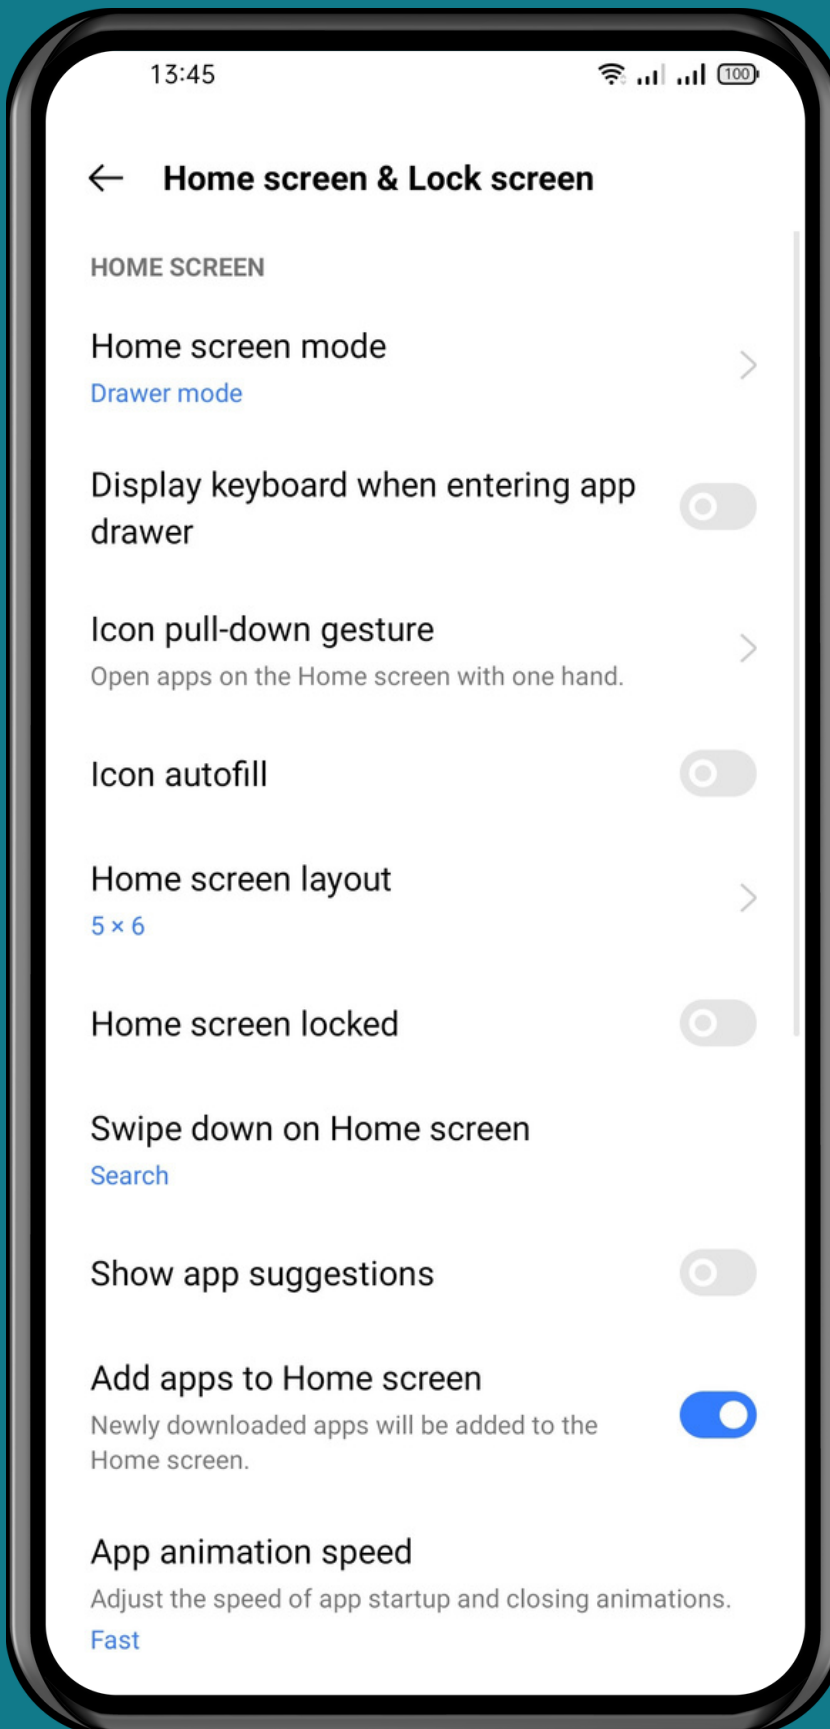 13:45
100
Home screen & Lock screen
HOME SCREEN
Home screen mode
Drawer mode
Display keyboard when entering app
drawer
Icon pull-down gesture
Open apps on the Home screen with one hand.
Icon autofill
Home screen layout
5 × 6
Home screen locked
Swipe down on Home screen
Search
Show app suggestions
Add apps to Home screen
Newly downloaded apps will be added to the
Home screen.
App animation speed
Adjust the speed of app startup and closing animations.
Fast